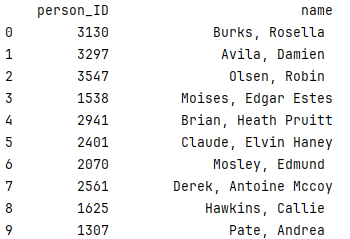 person_ID name
0 3130 Burks, Rosella
1 3297 Avila, Damien
2 3547 Olsen, Robin
3 1538 Moises, Edgar Estes
4 2941 Brian, Heath Pruitt
5 2401 Claude, Elvin Haney
6 2070 Mosley, Edmund
7 2561 Derek, Antoine Mccoy
8 1625 Hawkins, Callie
9 1307 Pate, Andrea